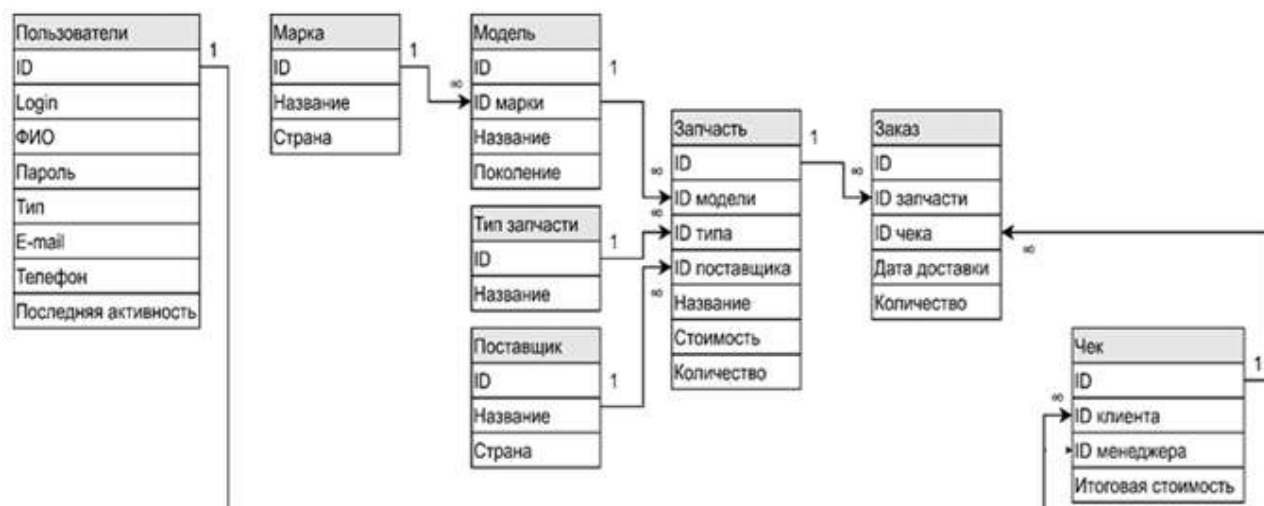 Пользователи
ID
Login
ФИО
Пароль
Тип
E-mail
Телефон
Последняя активность
1
Марка
ID
Название
Страна
1
∞
Модель
ID
ID марки
Название
Поколение
1
∞
Тип запчасти
ID
Название
1
∞
Поставщик
ID
Название
Страна
1
∞
Запчасть
ID
ID модели
ID типа
ID поставщика
Название
Стоимость
Количество
1
∞
Заказ
ID
ID запчасти
ID чека
Дата доставки
Количество
∞
Чек
ID
ID клиента
ID менеджера
Итоговая стоимость
1
∞